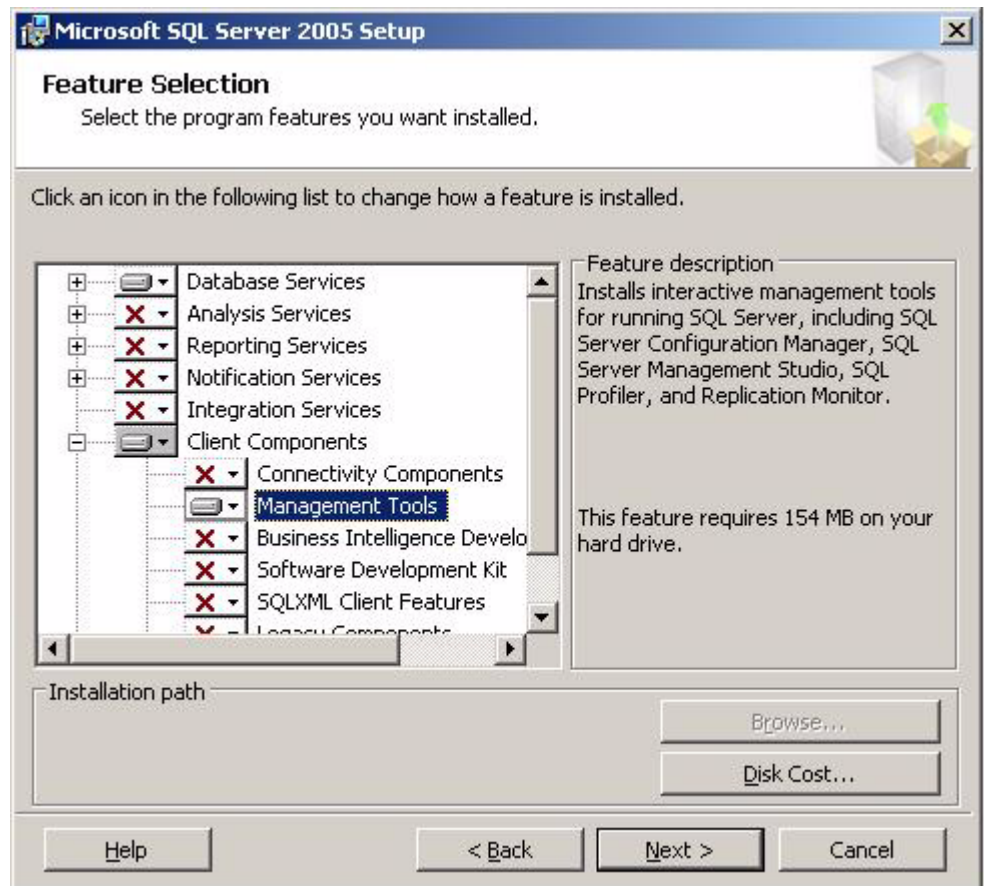 Microsoft SQL Server 2005 Setup
Feature Selection
Select the program features you want installed.
Click an icon in the following list to change how a feature is installed.
Database Services
Analysis Services
Reporting Services
Notification Services
Integration Services
Client Components
Connectivity Components
Management Tools
Business Intelligence Develo
Software Development Kit
SQLXML Client Features
Legacy Components
Feature description
Installs interactive management tools
for running SQL Server, including SQL
Server Configuration Manager, SQL
Server Management Studio, SQL
Profiler, and Replication Monitor.
This feature requires 154 MB on your
hard drive.
Installation path
Browse...
Disk Cost...
Help
< Back
Next >
Cancel